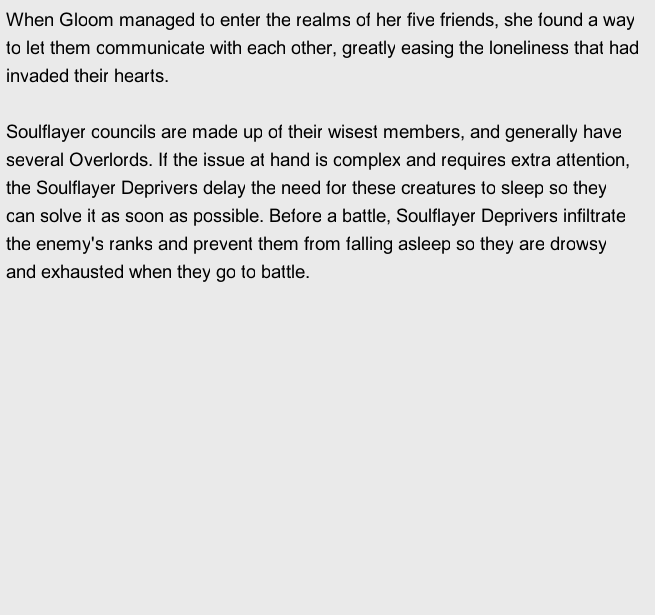 When Gloom managed to enter the realms of her five friends, she found a way
to let them communicate with each other, greatly easing the loneliness that had
invaded their hearts.
Soulflayer councils are made up of their wisest members, and generally have
several Overlords. If the issue at hand is complex and requires extra attention,
the Soulflayer Deprivers delay the need for these creatures to sleep so they
can solve it as soon as possible. Before a battle, Soulflayer Deprivers infiltrate
the enemy's ranks and prevent them from falling asleep so they are drowsy
and exhausted when they go to battle.